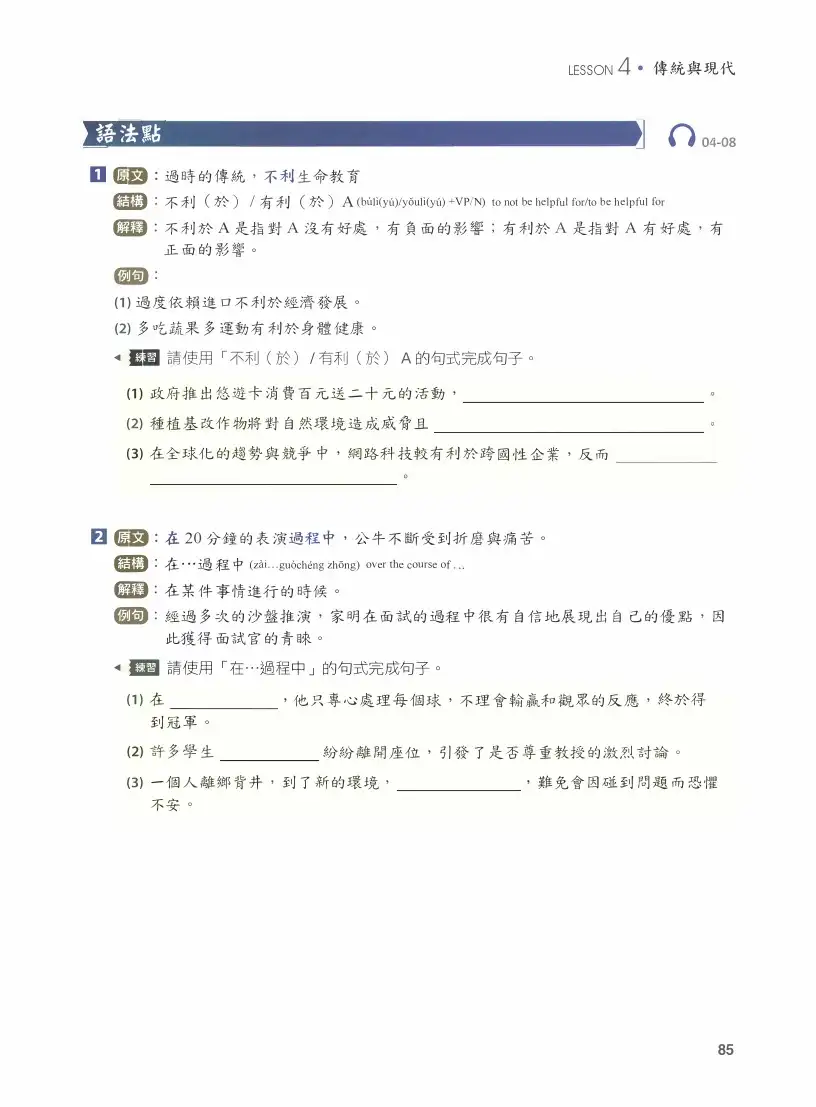 LESSON 4 • 傳統與現代
語法點
04-08
1 原文：過時的傳統，不利生命教育
結構：不利（於）/ 有利（於）A (búlì(yú)/yǒulì(yú) +VP/N) to not be helpful for/to be helpful for
解釋：不利於 A 是指對 A 沒有好處，有負面的影響；有利於 A 是指對 A 有好處，有
正面的影響。
例句：
(1) 過度依賴進口不利於經濟發展。
(2) 多吃蔬果多運動有利於身體健康。
練習 請使用「不利（於）/ 有利（於） A 的句式完成句子。
(1) 政府推出悠遊卡消費百元送二十元的活動，____________________。
(2) 種植基改作物將對自然環境造成威脅且 ____________________。
(3) 在全球化的趨勢與競爭中，網路科技較有利於跨國性企業，反而 __________
____________________。
2 原文：在 20 分鐘的表演過程中，公牛不斷受到折磨與痛苦。
結構：在…過程中 (zài…guòchéng zhōng) over the course of …
解釋：在某件事情進行的時候。
例句：經過多次的沙盤推演，家明在面試的過程中很有自信地展現出自己的優點，因
此獲得面試官的青睞。
練習 請使用「在…過程中」的句式完成句子。
(1) 在 __________，他只專心處理每個球，不理會輸贏和觀眾的反應，終於得
到冠軍。
(2) 許多學生 __________ 紛紛離開座位，引發了是否尊重教授的激烈討論。
(3) 一個人離鄉背井，到了新的環境，____________，難免會因碰到問題而恐懼
不安。
85